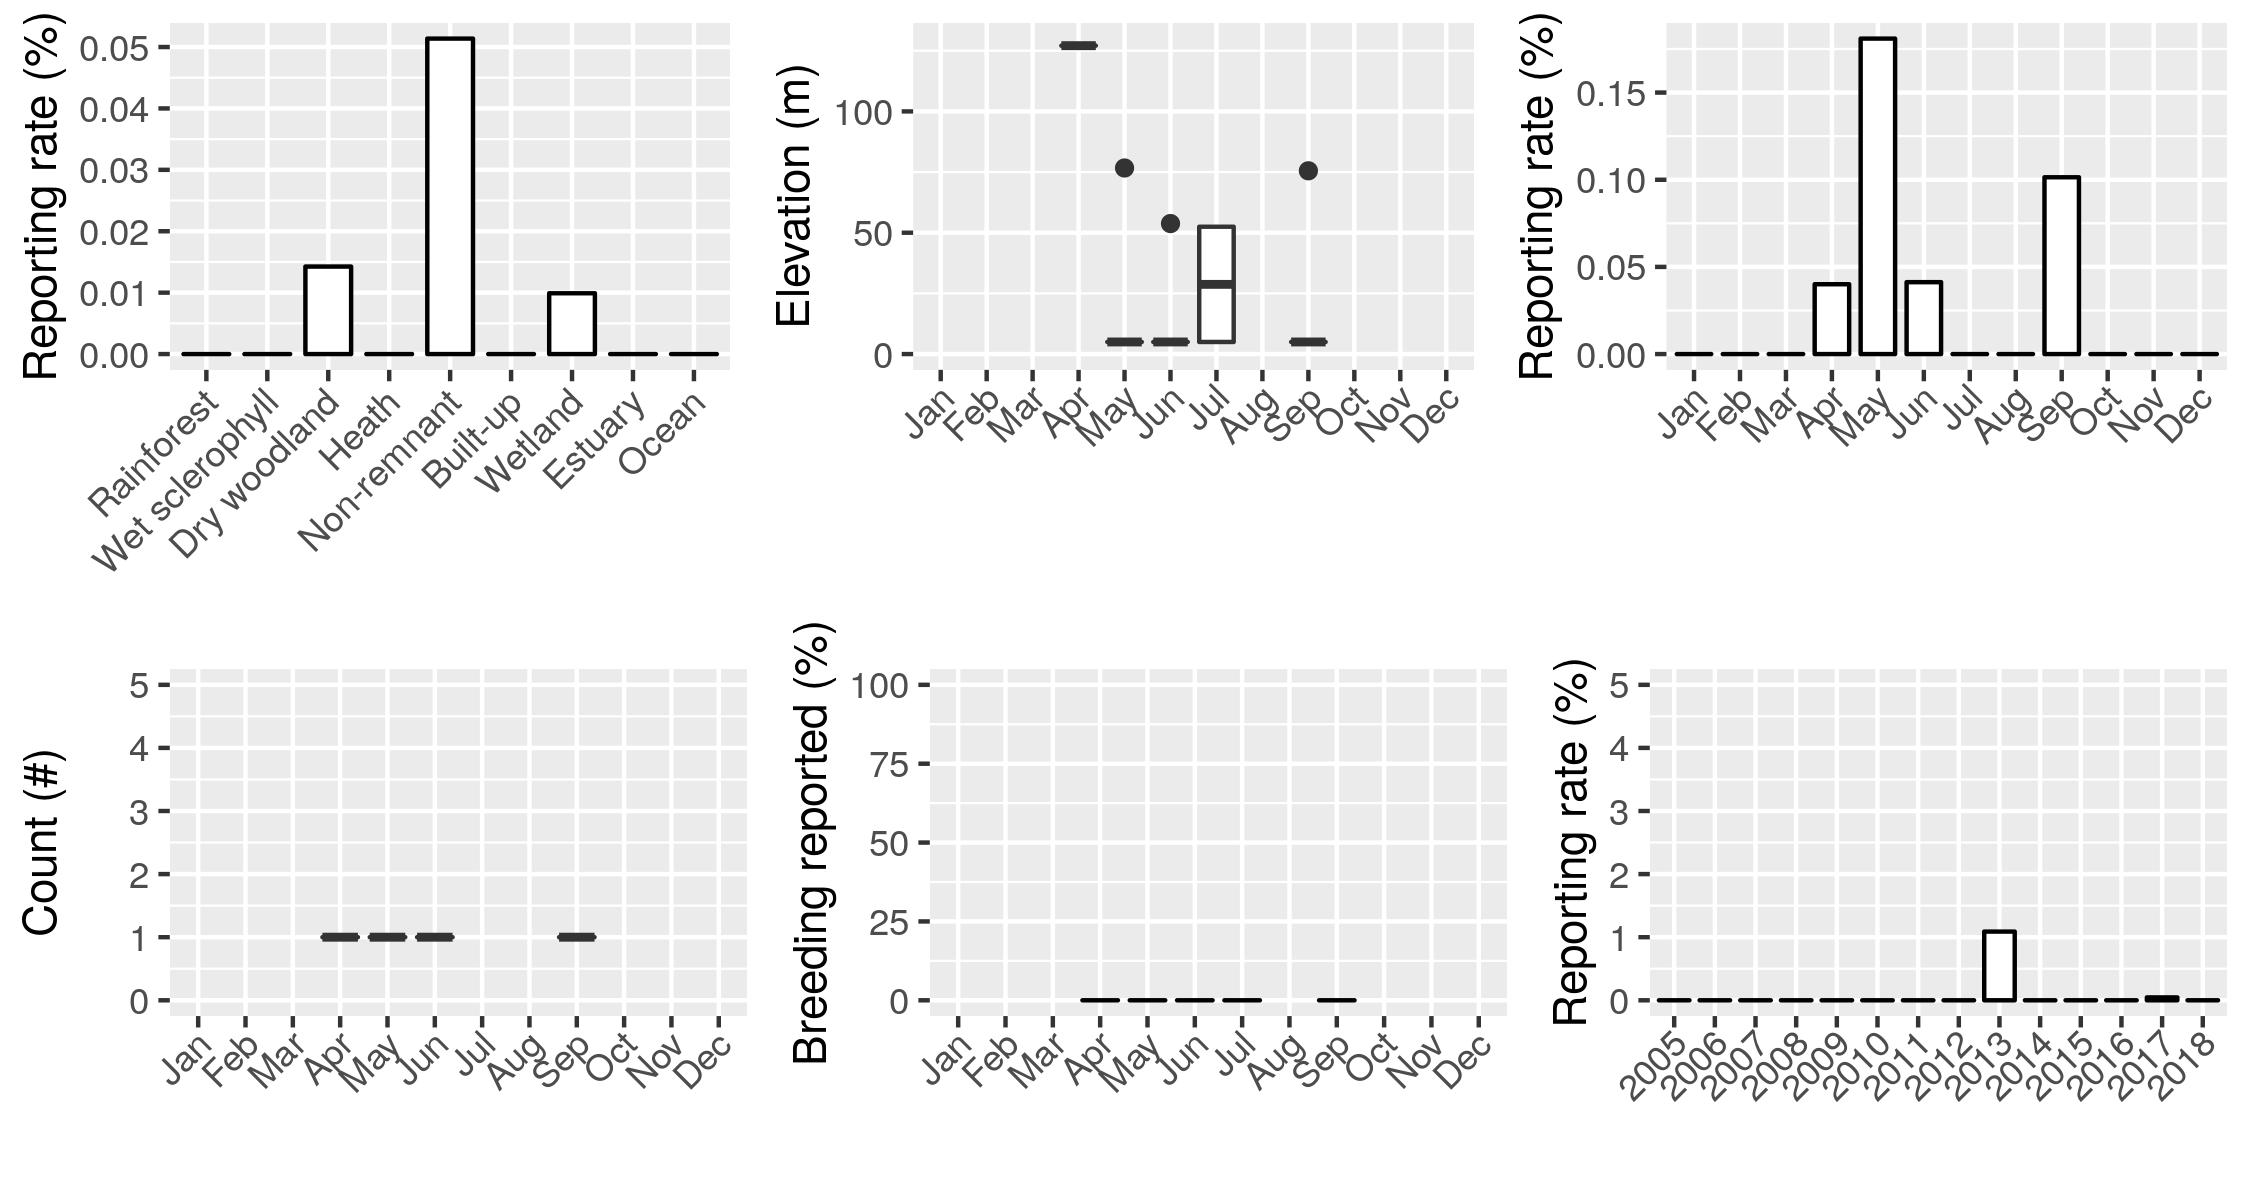 Reporting rate (%)
0.05
0.04
0.03
0.02
0.01
0.00
Rainforest
Wet sclerophyll
Dry woodland
Heath
Non-remnant
Built-up
Wetland
Estuary
Ocean
Elevation (m)
100
50
0
Jan
Feb
Mar
Apr
May
Jun
Jul
Aug
Sep
Oct
Nov
Dec
Reporting rate (%)
0.15
0.10
0.05
0.00
Jan
Feb
Mar
Apr
May
Jun
Jul
Aug
Sep
Oct
Nov
Dec
Count (#)
5
4
3
2
1
0
Jan
Feb
Mar
Apr
May
Jun
Jul
Aug
Sep
Oct
Nov
Dec
Breeding reported (%)
100
75
50
25
0
Jan
Feb
Mar
Apr
May
Jun
Jul
Aug
Sep
Oct
Nov
Dec
Reporting rate (%)
5
4
3
2
1
0
2005
2006
2007
2008
2009
2010
2011
2012
2013
2014
2015
2016
2017
2018